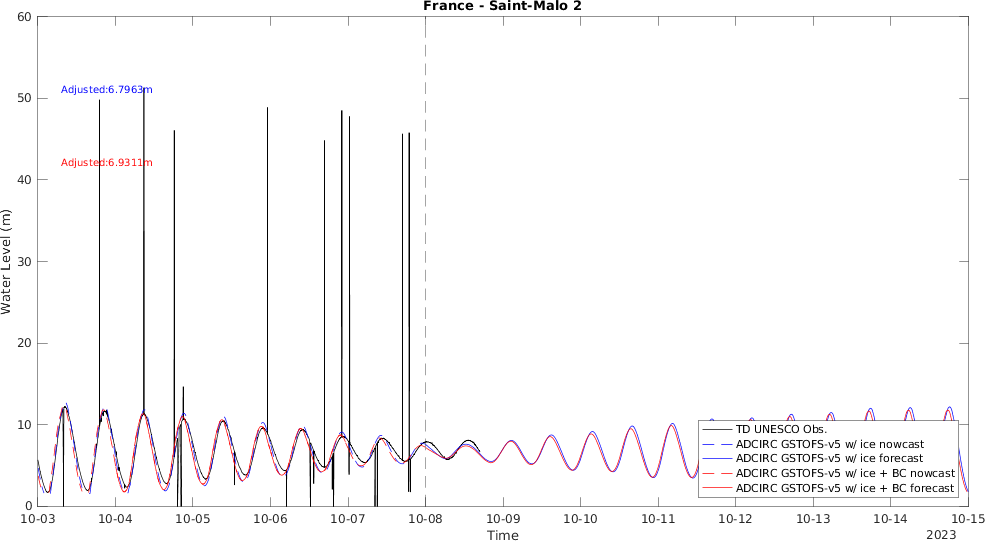 France - Saint-Malo 2
60
50
40
30
20
10
0
Water Level (m)
Adjusted:6.7963m
Adjusted:6.9311m
TD UNESCO Obs.
ADCIRC GSTOFS-v5 w/ ice nowcast
ADCIRC GSTOFS-v5 w/ ice forecast
ADCIRC GSTOFS-v5 w/ ice + BC nowcast
ADCIRC GSTOFS-v5 w/ ice + BC forecast
10-03 10-04 10-05 10-06 10-07 10-08 10-09 10-10 10-11 10-12 10-13 10-14 10-15
Time
2023